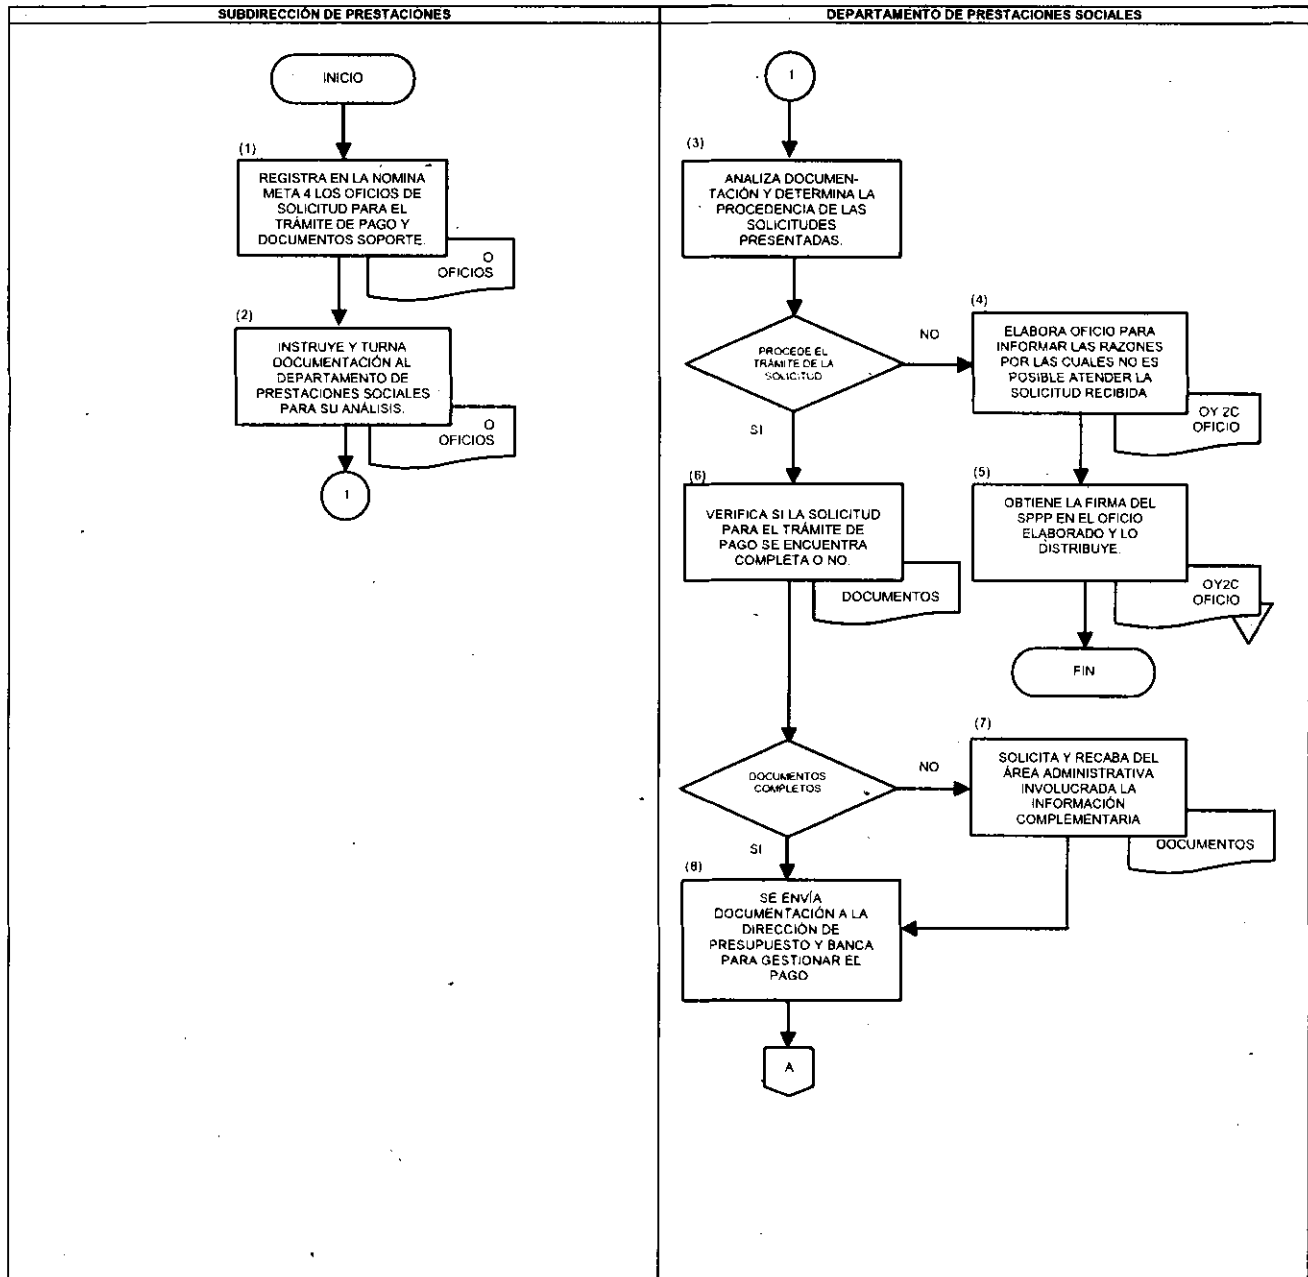 SUBDIRECCIÓN DE PRESTACIONES
INICIO
(1)
REGISTRA EN LA NOMINA
META 4 LOS OFICIOS DE
SOLICITUD PARA EL
TRÁMITE DE PAGO Y
DOCUMENTOS SOPORTE.
O
OFICIOS
(2)
INSTRUYE Y TURNA
DOCUMENTACIÓN AL
DEPARTAMENTO DE
PRESTACIONES SOCIALES
PARA SU ANÁLISIS.
O
OFICIOS
1
DEPARTAMENTO DE PRESTACIONES SOCIALES
1
(3)
ANALIZA DOCUMEN-
TACIÓN Y DETERMINA LA
PROCEDENCIA DE LAS
SOLICITUDES
PRESENTADAS.
PROCEDE EL
TRÁMITE DE LA
SOLICITUD
NO
(4)
ELABORA OFICIO PARA
INFORMAR LAS RAZONES
POR LAS CUALES NO ES
POSIBLE ATENDER LA
SOLICITUD RECIBIDA
OY 2C
OFICIO
SI
(5)
OBTIENE LA FIRMA DEL
SPPP EN EL OFICIO
ELABORADO Y LO
DISTRIBUYE.
OY2C
OFICIO
FIN
(6)
VERIFICA SI LA SOLICITUD
PARA EL TRÁMITE DE
PAGO SE ENCUENTRA
COMPLETA O NO.
DOCUMENTOS
DOCUMENTOS
COMPLETOS
NO
(7)
SOLICITA Y RECABA DEL
ÁREA ADMINISTRATIVA
INVOLUCRADA LA
INFORMACIÓN
COMPLEMENTARIA
DOCUMENTOS
SI
(8)
SE ENVÍA
DOCUMENTACIÓN A LA
DIRECCIÓN DE
PRESUPUESTO Y BANCA
PARA GESTIONAR EL
PAGO
A